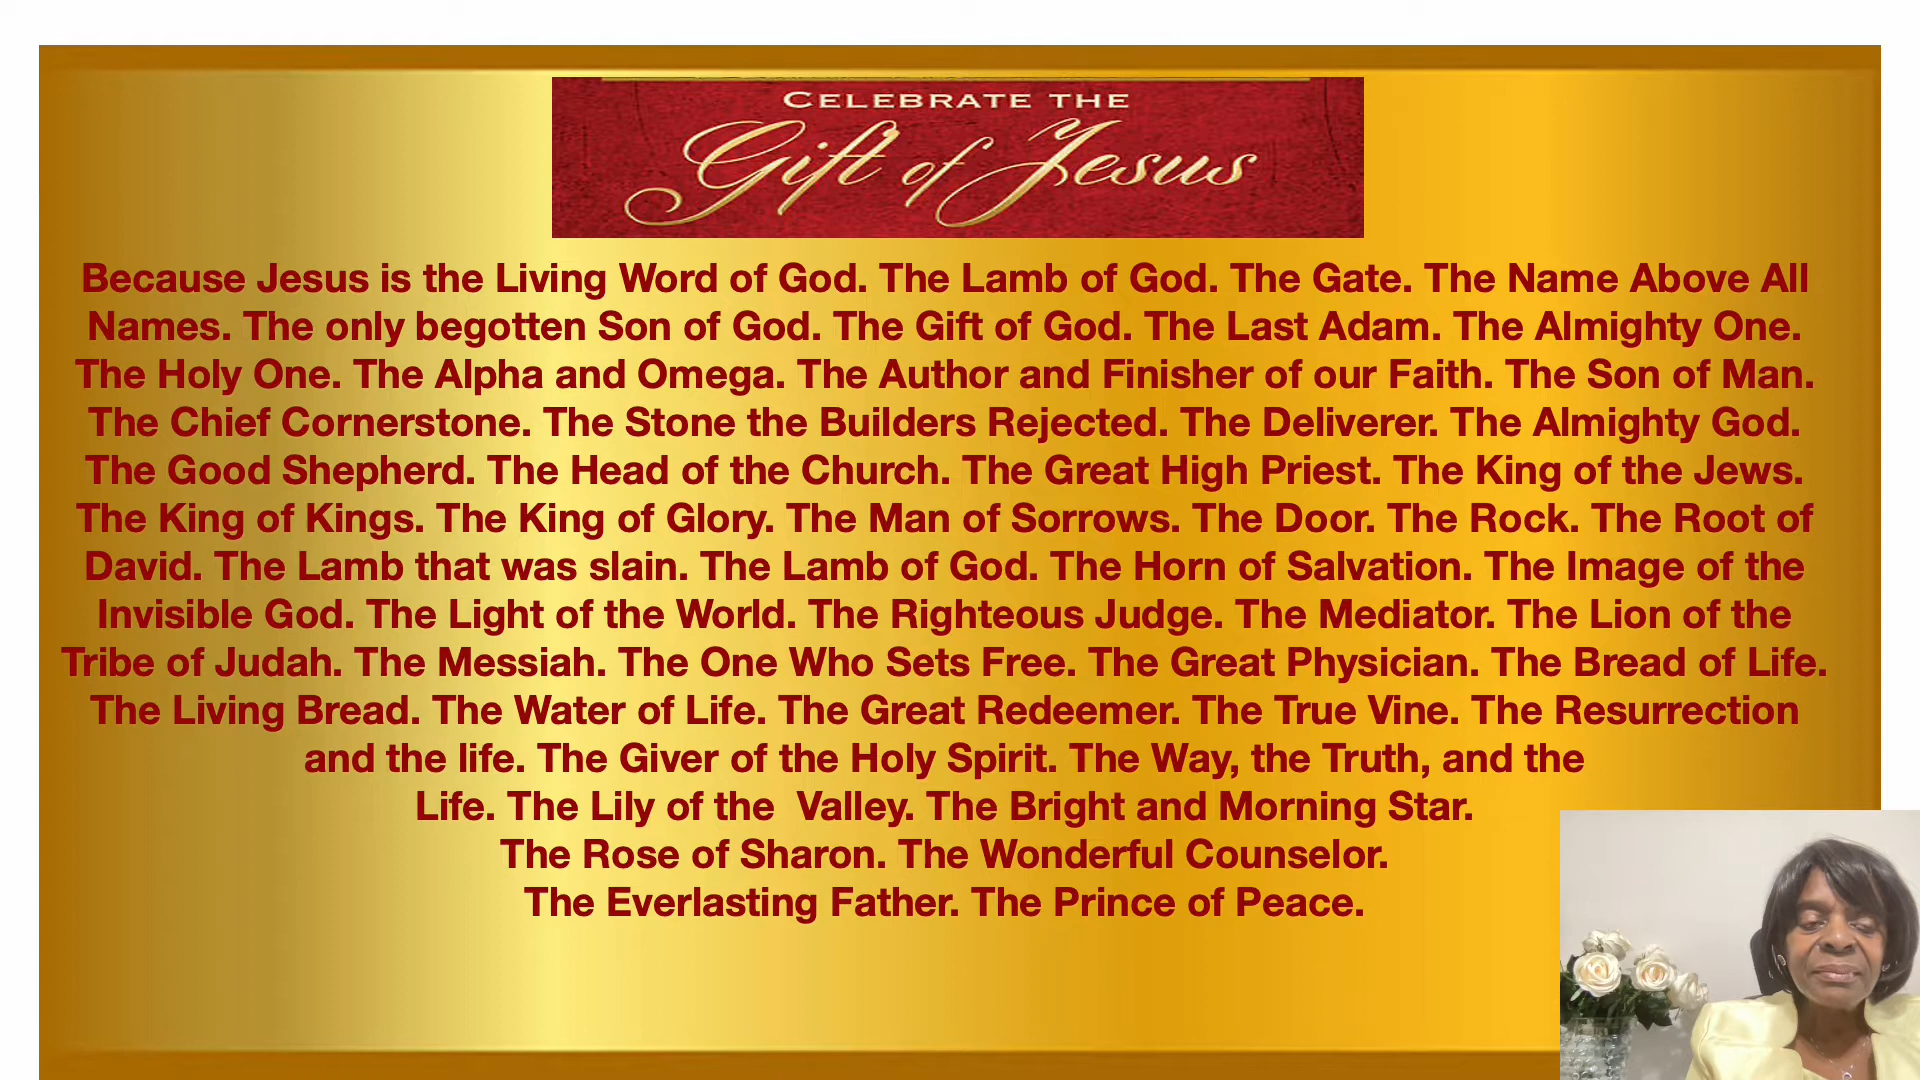 CELEBRATE THE
Gift of Jesus
Because Jesus is the Living Word of God. The Lamb of God. The Gate. The Name Above All
Names. The only begotten Son of God. The Gift of God. The Last Adam. The Almighty One.
The Holy One. The Alpha and Omega. The Author and Finisher of our Faith. The Son of Man.
The Chief Cornerstone. The Stone the Builders Rejected. The Deliverer. The Almighty God.
The Good Shepherd. The Head of the Church. The Great High Priest. The King of the Jews.
The King of Kings. The King of Glory. The Man of Sorrows. The Door. The Rock. The Root of
David. The Lamb that was slain. The Lamb of God. The Horn of Salvation. The Image of the
Invisible God. The Light of the World. The Righteous Judge. The Mediator. The Lion of the
Tribe of Judah. The Messiah. The One Who Sets Free. The Great Physician. The Bread of Life.
The Living Bread. The Water of Life. The Great Redeemer. The True Vine. The Resurrection
and the life. The Giver of the Holy Spirit. The Way, the Truth, and the
Life. The Lily of the  Valley. The Bright and Morning Star.
The Rose of Sharon. The Wonderful Counselor.
The Everlasting Father. The Prince of Peace.